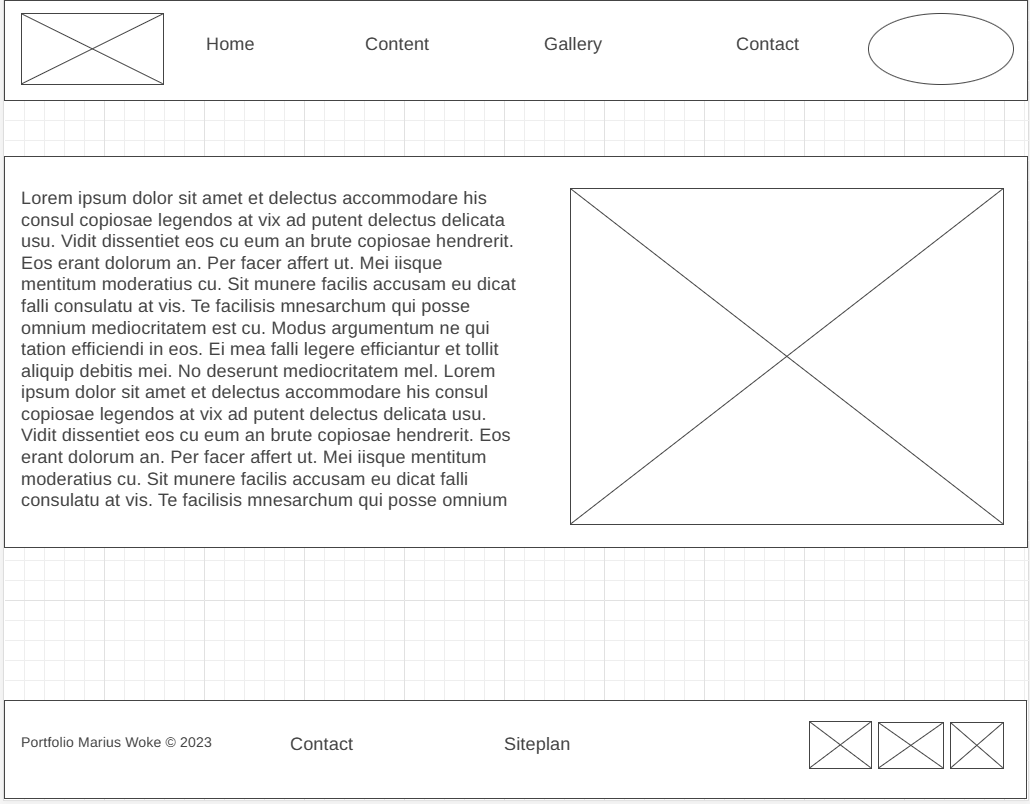 Home Content Gallery Contact
Lorem ipsum dolor sit amet et delectus accommodare his
consul copiosae legendos at vix ad putent delectus delicata
usu. Vidit dissentiet eos cu eum an brute copiosae hendrerit.
Eos erant dolorum an. Per facer affert ut. Mei iisque
mentitum moderatius cu. Sit munere facilis accusam eu dicat
falli consulatu at vis. Te facilisis mnesarchum qui posse
omnium mediocritatem est cu. Modus argumentum ne qui
tation efficiendi in eos. Ei mea falli legere efficiantur et tollit
aliquip debitis mei. No deserunt mediocritatem mel. Lorem
ipsum dolor sit amet et delectus accommodare his consul
copiosae legendos at vix ad putent delectus delicata usu.
Vidit dissentiet eos cu eum an brute copiosae hendrerit. Eos
erant dolorum an. Per facer affert ut. Mei iisque mentitum
moderatius cu. Sit munere facilis accusam eu dicat falli
consulatu at vis. Te facilisis mnesarchum qui posse omnium
Portfolio Marius Woke © 2023 Contact Siteplan